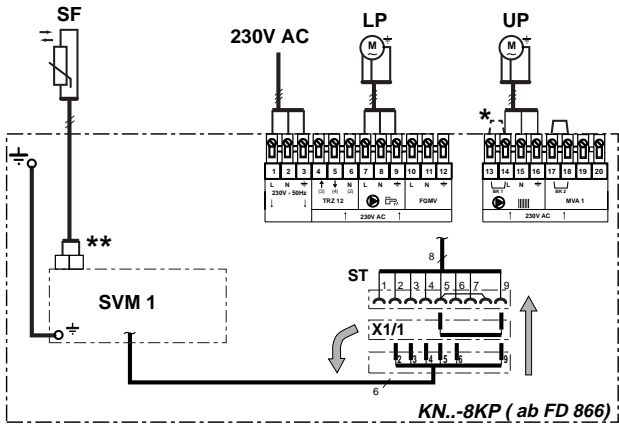 SF
230V AC
LP
UP
M
~
M
~
*
1 2 3 4 5 6 7 8 9 10 11 12
L N
(3) (4) N (2)
L N
L N
230V - 50Hz
TRZ 12
FGMV
230V AC
13 14 15 16 17 18 19 20
BK 1
L N
BK 2
MVA 1
230V AC
**
SVM 1
8
ST
1 2 3 4 5 6 7 9
X1/1
2 3 4 5 6 9
6
KN..-8KP ( ab FD 866)